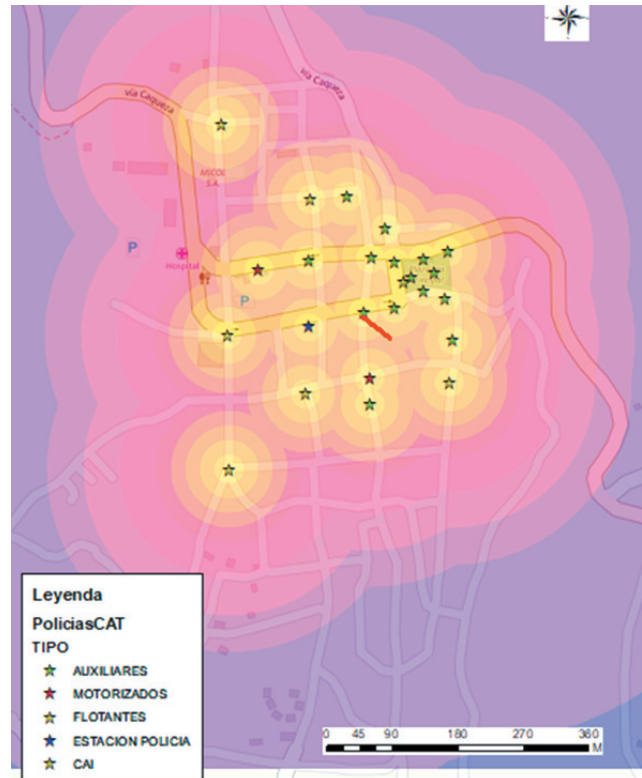 vía Caqueza
vía Caqueza
MICOL
S.A.
P
Hospital
P
Leyenda
PoliciasCAT
TIPO
AUXILIARES
MOTORIZADOS
FLOTANTES
ESTACION POLICIA
CAI
0 45 90 180 270 360
M